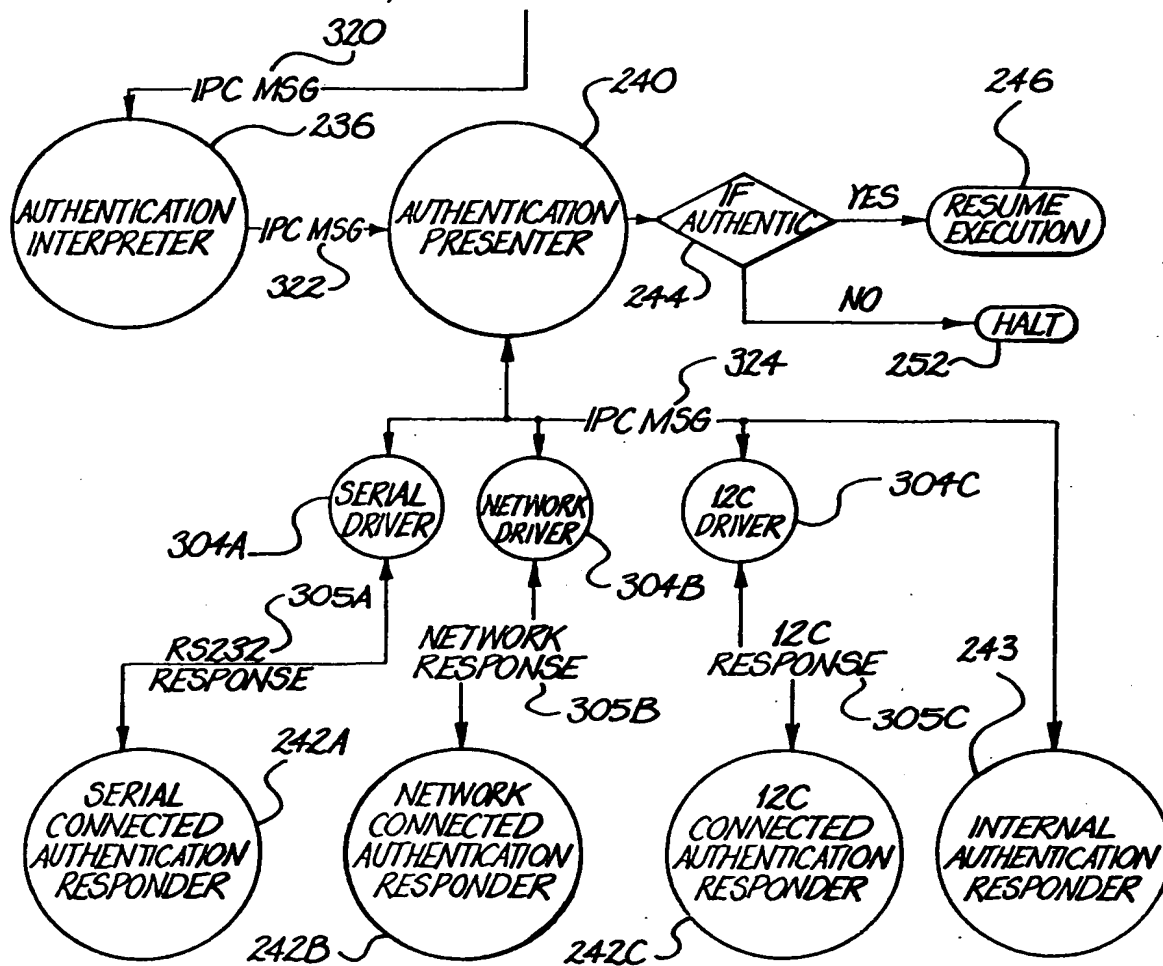 320
IPC MSG
236
240
246
AUTHENTICATION
INTERPRETER
IPC MSG
322
AUTHENTICATION
PRESENTER
IF
AUTHENTIC
244
YES
RESUME
EXECUTION
NO
HALT
252
324
IPC MSG
SERIAL
DRIVER
304A
NETWORK
DRIVER
304B
12C
DRIVER
304C
305A
RS232
RESPONSE
NETWORK
RESPONSE
305B
12C
RESPONSE
305C
243
242A
SERIAL
CONNECTED
AUTHENTICATION
RESPONDER
NETWORK
CONNECTED
AUTHENTICATION
RESPONDER
242B
12C
CONNECTED
AUTHENTICATION
RESPONDER
242C
INTERNAL
AUTHENTICATION
RESPONDER